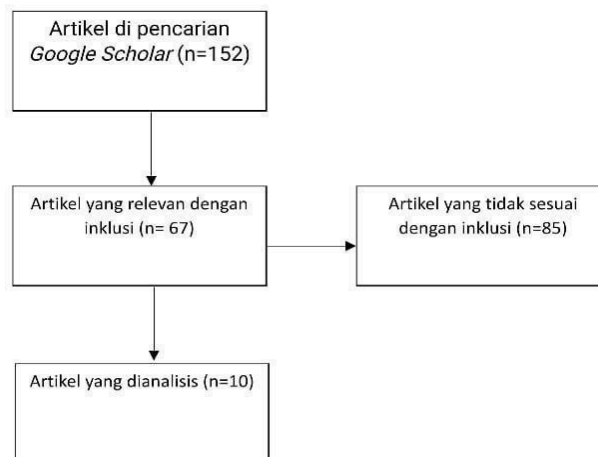 Artikel di pencarian
Google Scholar (n=152)
Artikel yang relevan dengan
inklusi (n= 67)
Artikel yang tidak sesuai
dengan inklusi (n=85)
Artikel yang dianalisis (n=10)